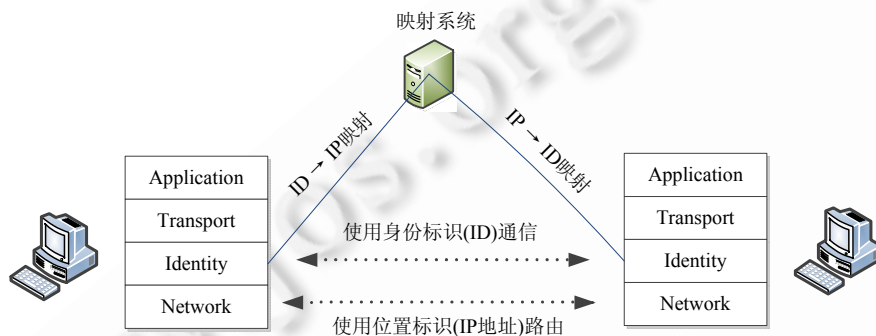 映射系统
ID → IP映射
IP → ID映射
Application
Transport
Identity
Network
使用身份标识(ID)通信
使用位置标识(IP地址)路由
Application
Transport
Identity
Network